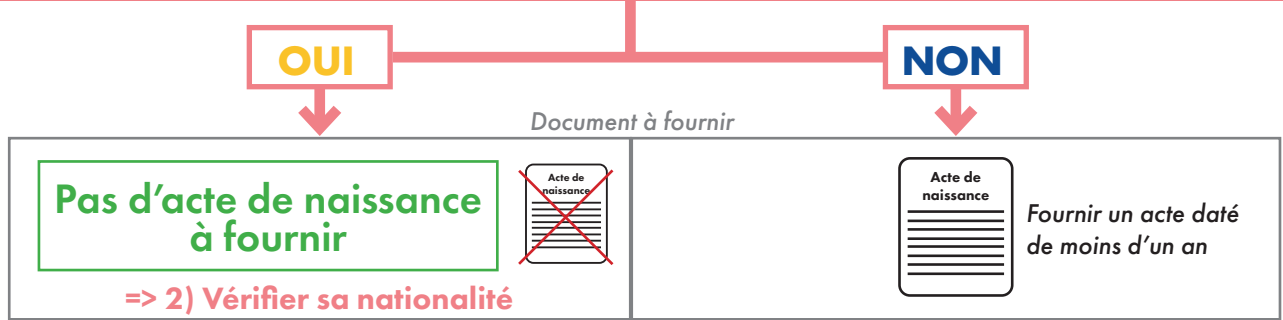 OUI
NON
Document à fournir
Pas d’acte de naissance
à fournir
Acte de
naissance
=> 2) Vérifier sa nationalité
Acte de
naissance
Fournir un acte daté
de moins d’un an